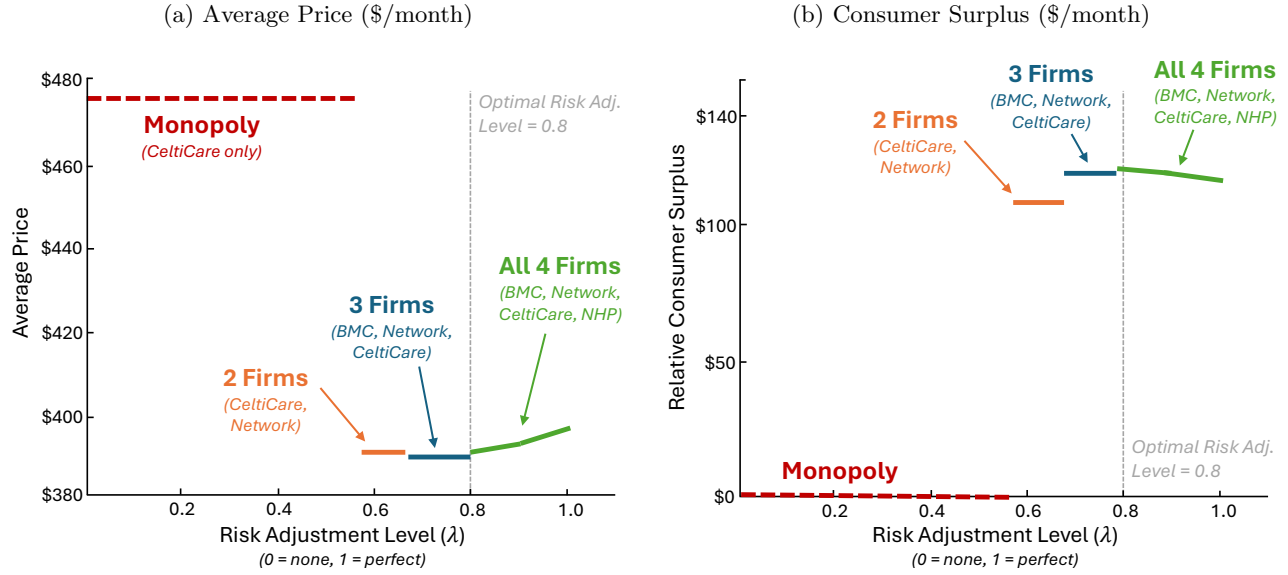 (a) Average Price ($/month)
$480
$460
$440
$420
$400
$380
Average Price
Monopoly
(CeltiCare only)
Optimal Risk Adj.
Level = 0.8
All 4 Firms
(BMC, Network,
CeltiCare, NHP)
3 Firms
(BMC, Network,
CeltiCare)
2 Firms
(CeltiCare,
Network)
0.2
0.4
0.6
0.8
1.0
Risk Adjustment Level (λ)
(0 = none, 1 = perfect)
(b) Consumer Surplus ($/month)
$140
$100
$50
$0
Relative Consumer Surplus
3 Firms
(BMC, Network,
CeltiCare)
All 4 Firms
(BMC, Network,
CeltiCare, NHP)
2 Firms
(CeltiCare,
Network)
Optimal Risk Adj.
Level = 0.8
Monopoly
0.2
0.4
0.6
0.8
1.0
Risk Adjustment Level (λ)
(0 = none, 1 = perfect)